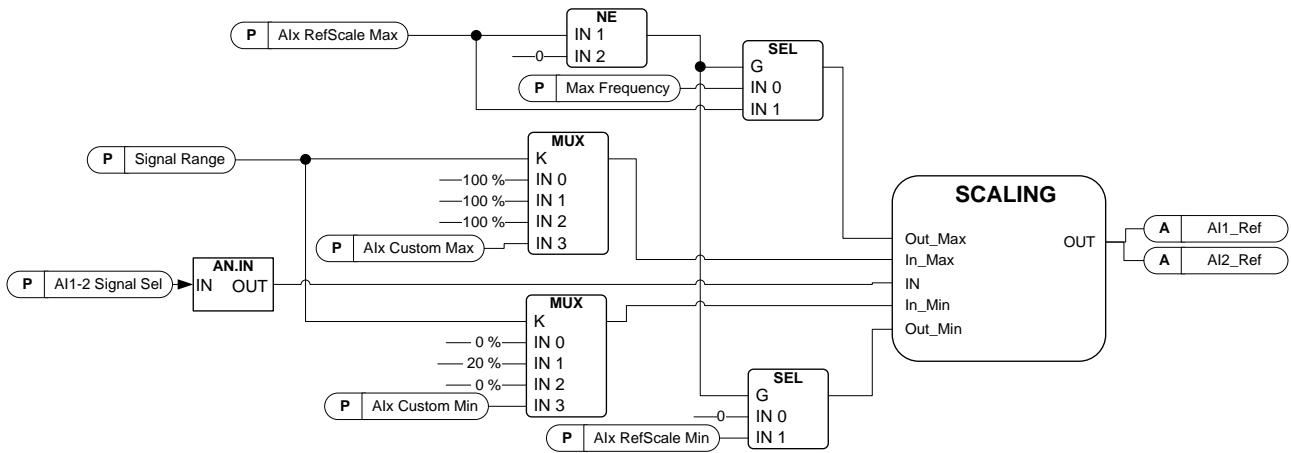 NE
P AIx RefScale Max
IN 1
0 IN 2
SEL
G
P Max Frequency
IN 0
IN 1
MUX
P Signal Range
K
100 % IN 0
100 % IN 1
100 % IN 2
P AIx Custom Max
IN 3
SCALING
Out_Max
In_Max
IN
In_Min
Out_Min
OUT
A AI1_Ref
A AI2_Ref
AN.IN
P AI1-2 Signal Sel
IN OUT
MUX
K
0 % IN 0
20 % IN 1
0 % IN 2
P AIx Custom Min
IN 3
SEL
G
0 IN 0
P AIx RefScale Min
IN 1